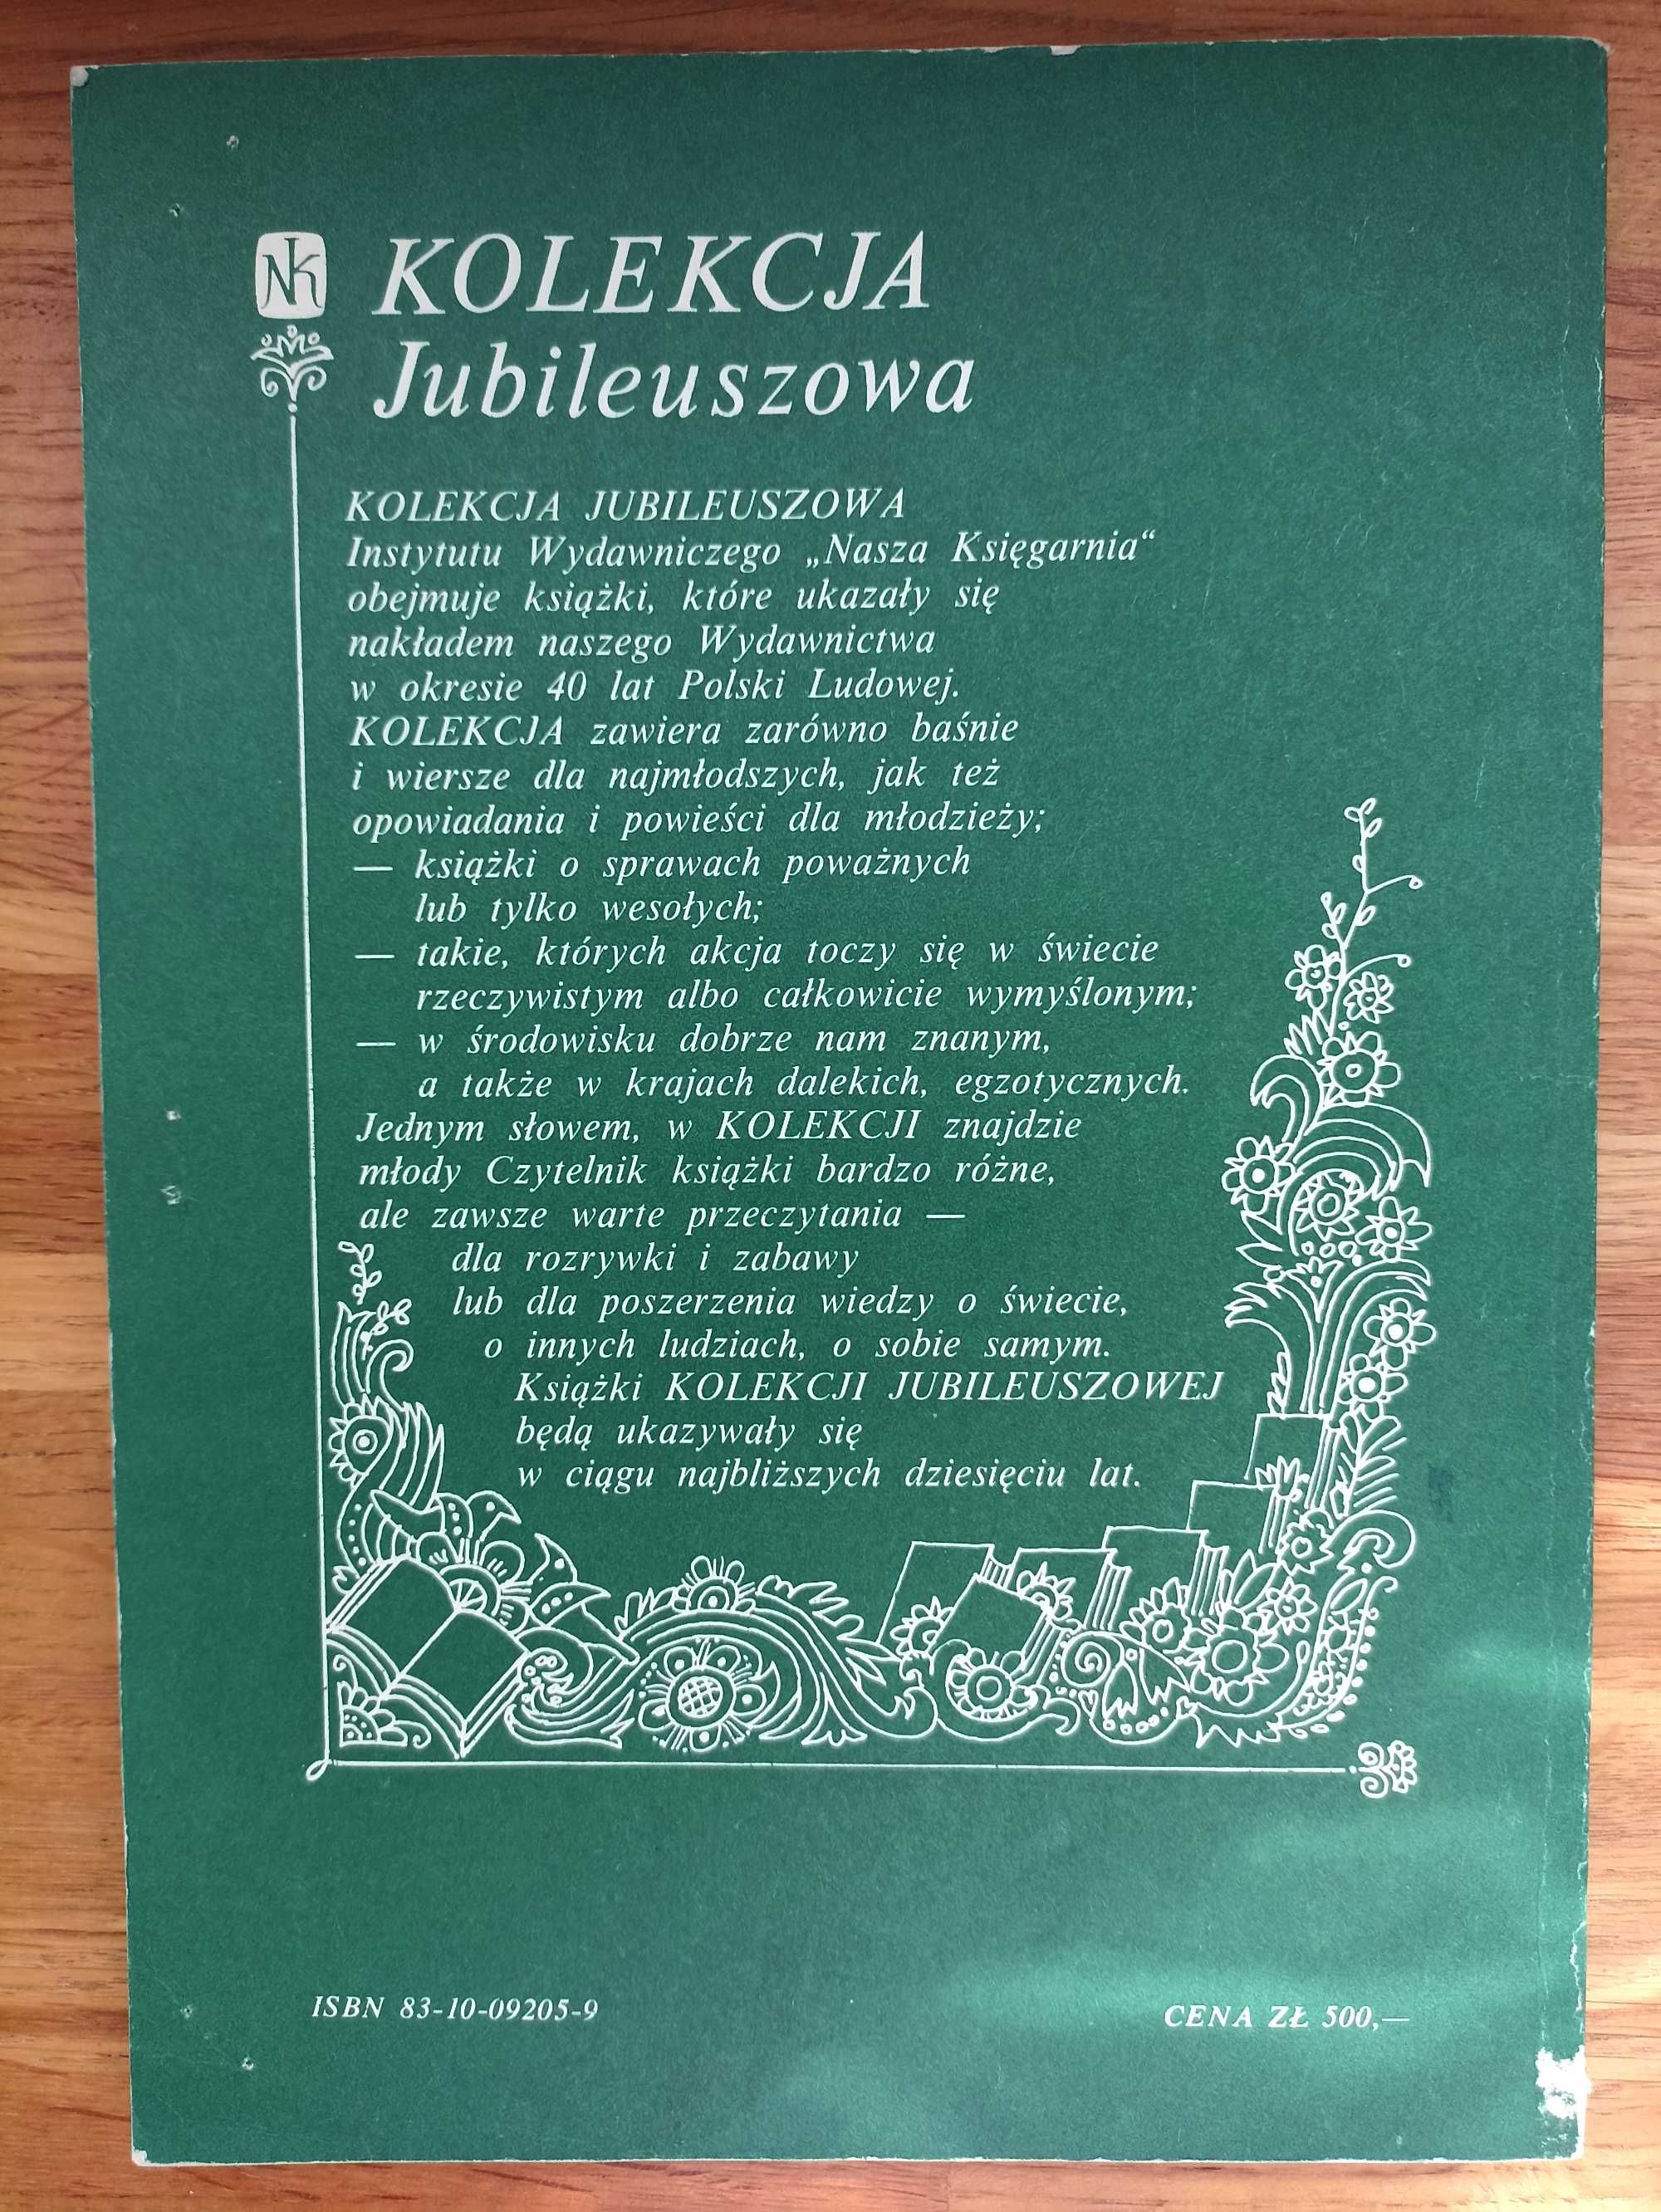 NK
KOLEKCJA
Jubileuszowa
KOLEKCJA JUBILEUSZOWA
Instytutu Wydawniczego „Nasza Księgarnia“
obejmuje książki, które ukazały się
nakładem naszego Wydawnictwa
w okresie 40 lat Polski Ludowej.
KOLEKCJA zawiera zarówno baśnie
i wiersze dla najmłodszych, jak też
opowiadania i powieści dla młodzieży;
— książki o sprawach poważnych
lub tylko wesołych;
— takie, których akcja toczy się w świecie
rzeczywistym albo całkowicie wymyślonym;
— w środowisku dobrze nam znanym,
a także w krajach dalekich, egzotycznych.
Jednym słowem, w KOLEKCJI znajdzie
młody Czytelnik książki bardzo różne,
ale zawsze warte przeczytania —
dla rozrywki i zabawy
lub dla poszerzenia wiedzy o świecie,
o innych ludziach, o sobie samym.
Książki KOLEKCJI JUBILEUSZOWEJ
będą ukazywały się
w ciągu najbliższych dziesięciu lat.
ISBN 83-10-09205-9
CENA ZŁ 500,—